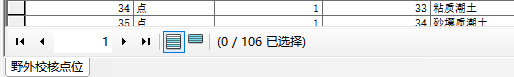 34 点 1 33 粘质潮土
35 点 1 34 砂壤质潮土
1 (0 / 106 已选择)
野外校核点位